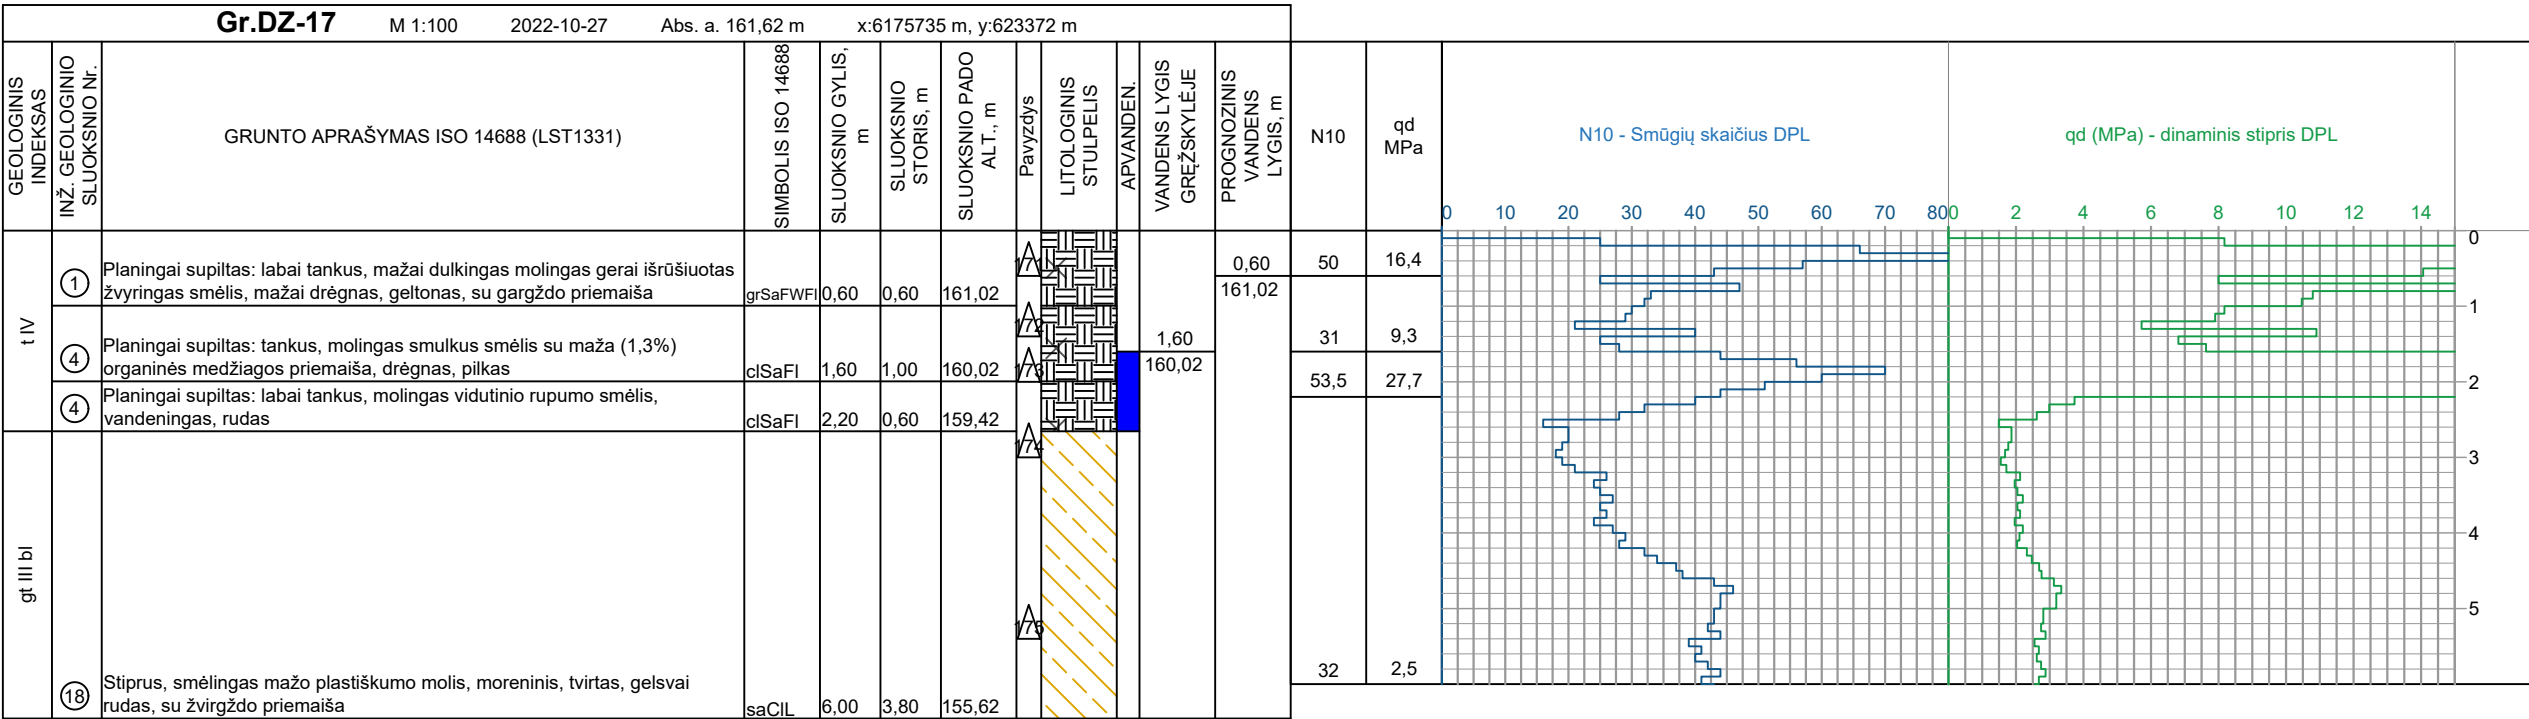 Gr.DZ-17 M 1:100 2022-10-27 Abs. a. 161,62 m x:6175735 m, y:623372 m
GEOLOGINIS
INDEKSAS
INŽ. GEOLOGINIO
SLUOKSNIO Nr.
GRUNTO APRAŠYMAS ISO 14688 (LST1331)
SIMBOLIS ISO 14688
SLUOKSNIO GYLIS,
m
SLUOKSNIO
STORIS, m
SLUOKSNIO PADO
ALT., m
Pavyzdys
LITOLOGINIS
STULPELIS
APVANDEN.
VANDENS LYGIS
GRĘŽSKYLĖJE
PROGNOZINIS
VANDENS
LYGIS, m
N10
qd
MPa
N10 - Smūgių skaičius DPL
qd (MPa) - dinaminis stipris DPL
0 10 20 30 40 50 60 70 80
0 2 4 6 8 10 12 14
0
1
2
3
4
5
t IV
1
Planingai supiltas: labai tankus, mažai dulkingas molingas gerai išrūšiuotas
žvyringas smėlis, mažai drėgnas, geltonas, su gargždo priemaiša
grSaFWFl 0,60 0,60 161,02
171
0,60
161,02
50 16,4
4
Planingai supiltas: tankus, molingas smulkus smėlis su maža (1,3%)
organinės medžiagos priemaiša, drėgnas, pilkas
clSaFl 1,60 1,00 160,02
172
173
1,60
160,02
31 9,3
4
Planingai supiltas: labai tankus, molingas vidutinio rupumo smėlis,
vandeningas, rudas
clSaFl 2,20 0,60 159,42
53,5 27,7
gt III bl
174
175
18
Stiprus, smėlingas mažo plastiškumo molis, moreninis, tvirtas, gelsvai
rudas, su žvirgždo priemaiša
saClL 6,00 3,80 155,62
32 2,5